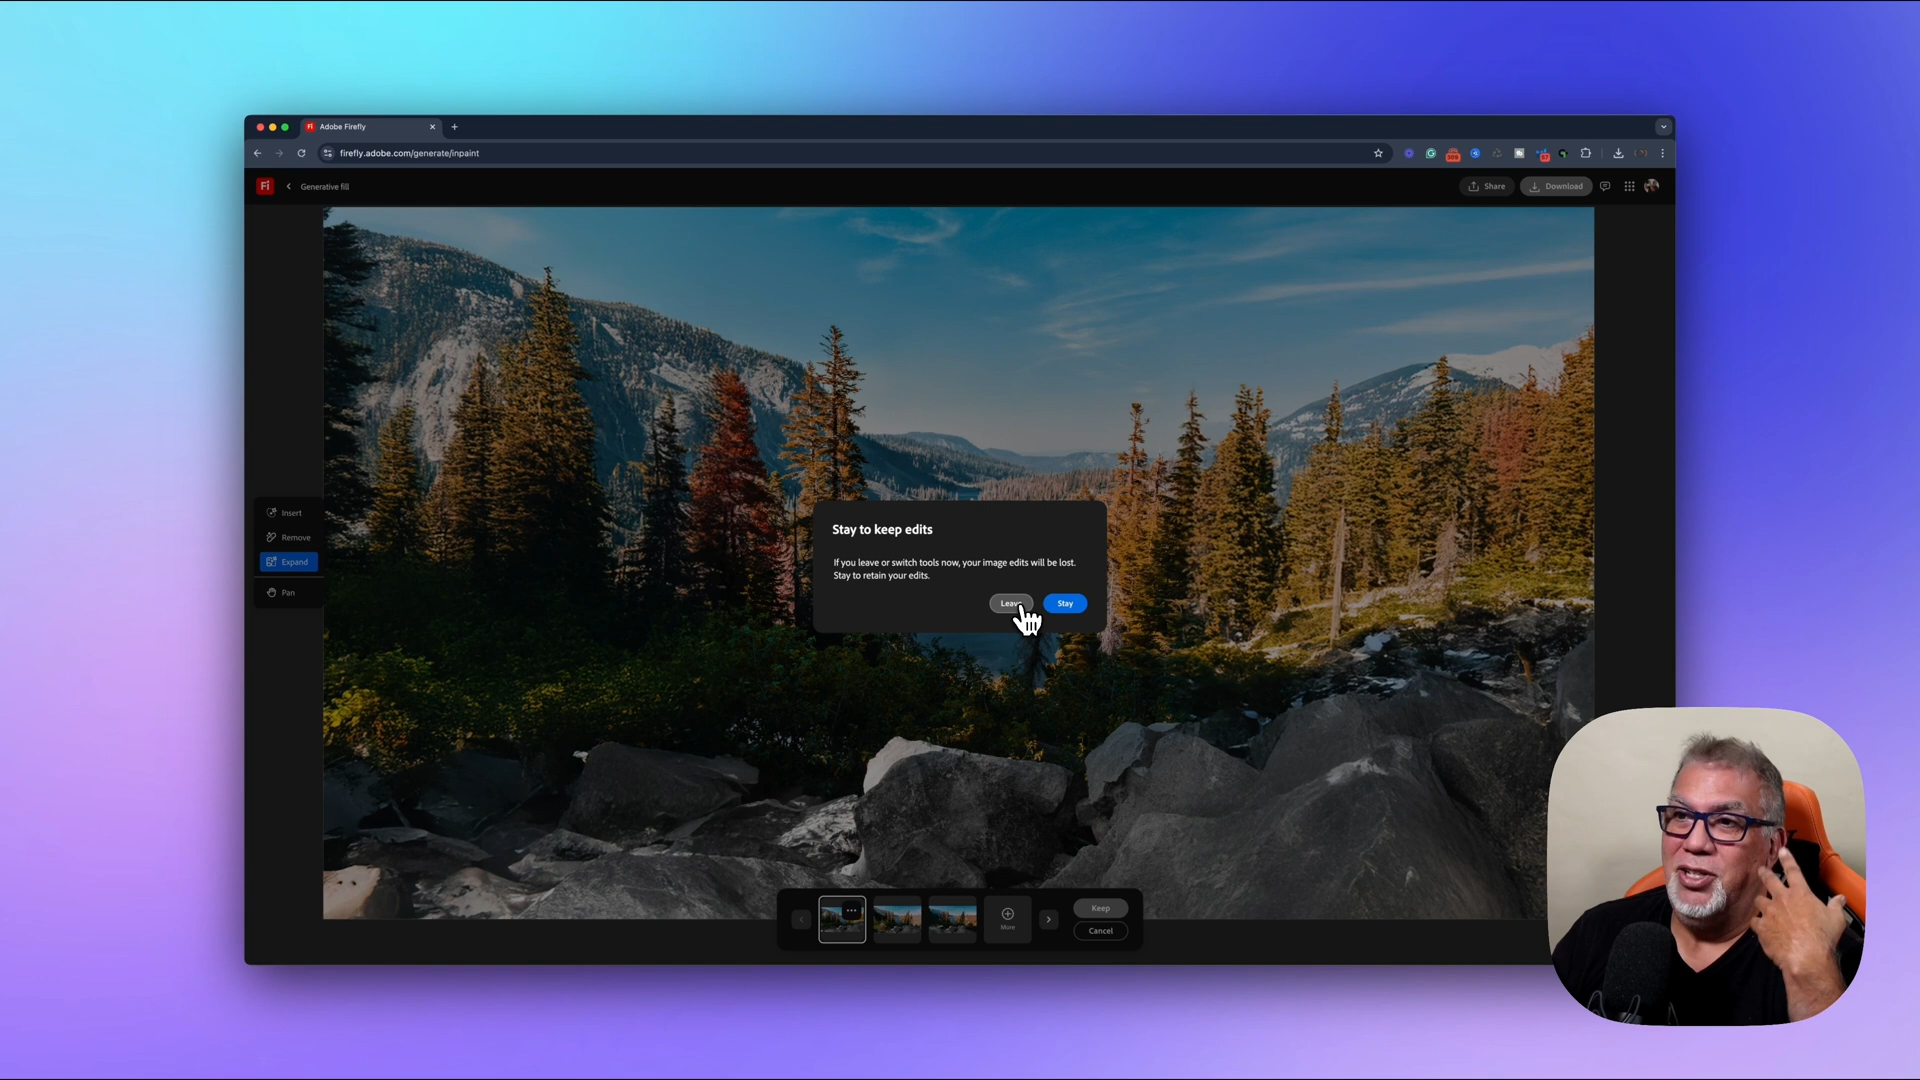 Fi Adobe Firefly
firefly.adobe.com/generate/inpaint
Fi Generative fill
Share
Download
Insert
Remove
Expand
Pan
Stay to keep edits
If you leave or switch tools now, your image edits will be lost.
Stay to retain your edits.
Stay
More
Keep
Cancel